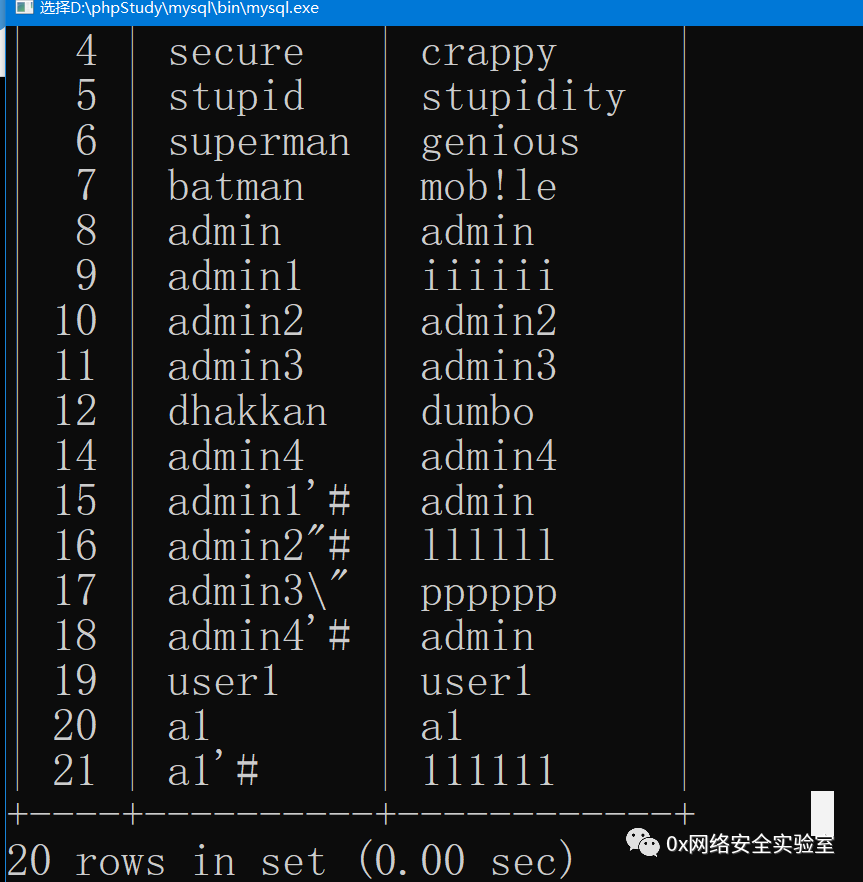 选择D:\phpStudy\mysql\bin\mysql.exe
4 secure crappy
5 stupid stupidity
6 superman genious
7 batman mob!le
8 admin admin
9 admin1 iiiiii
10 admin2 admin2
11 admin3 admin3
12 dhakkan dumbo
14 admin4 admin4
15 admin1'# admin
16 admin2"# llllll
17 admin3\" pppppp
18 admin4'# admin
19 user1 user1
20 a1 a1
21 a1'# 111111
20 rows in set (0.00 sec)
0x网络安全实验室